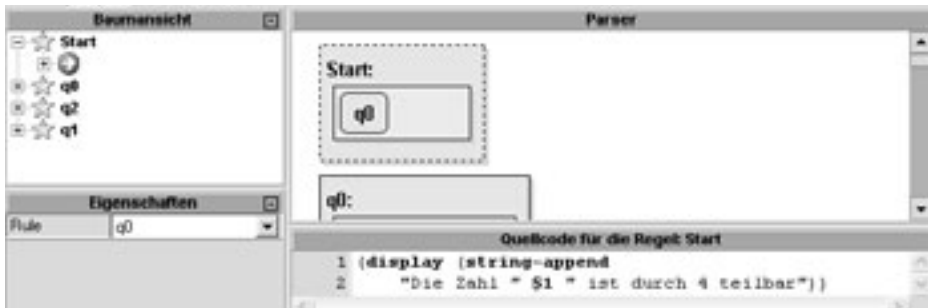 Baumansicht
Start
q0
q2
q1
Eigenschaften
Rule q0
Parser
Start:
q0
q0:
Quellcode für die Regel: Start
1 (display (string-append
2 "Die Zahl " $1 " ist durch 4 teilbar"))